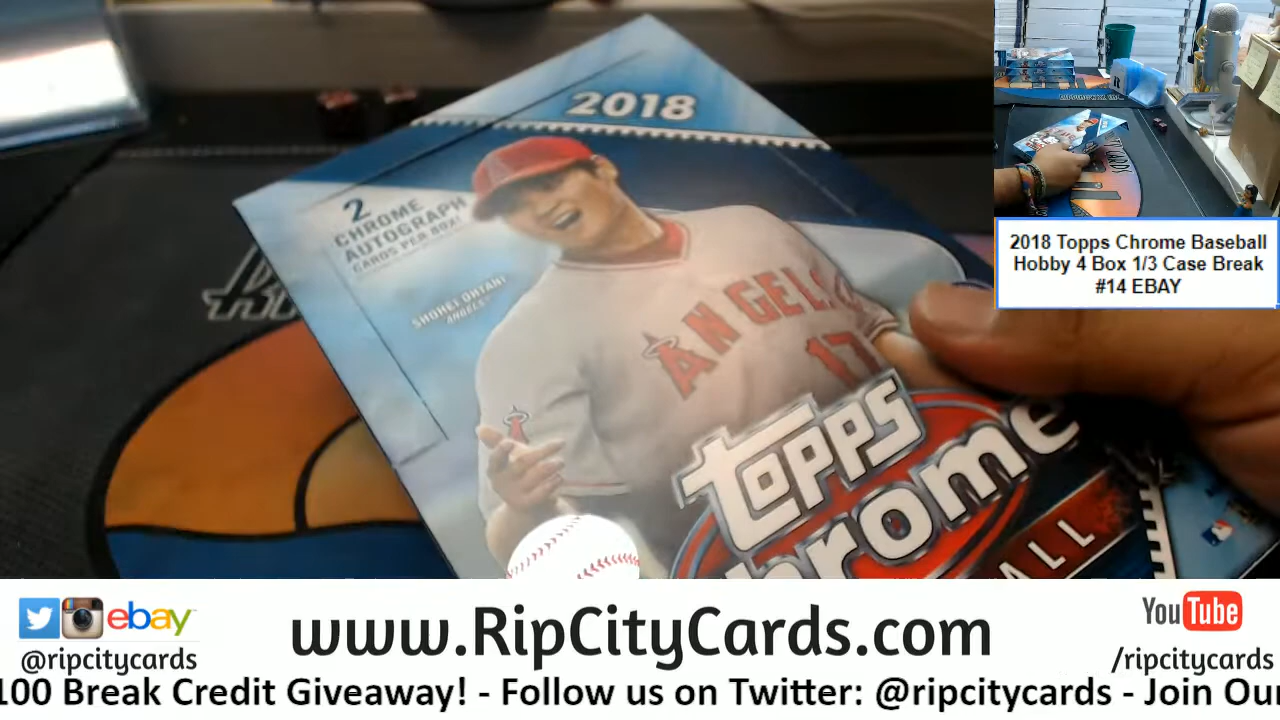 2018
2
CHROME
AUTOGRAPH
CARDS PER BOX!
SHOHEI OHTANI
ANGELS
ANGELS
17
topps
chrome
ALL
2018 Topps Chrome Baseball
Hobby 4 Box 1/3 Case Break
#14 EBAY
ebay
@ripcitycards
www.RipCityCards.com
YouTube
/ripcitycards
100 Break Credit Giveaway! - Follow us on Twitter: @ripcitycards - Join Our